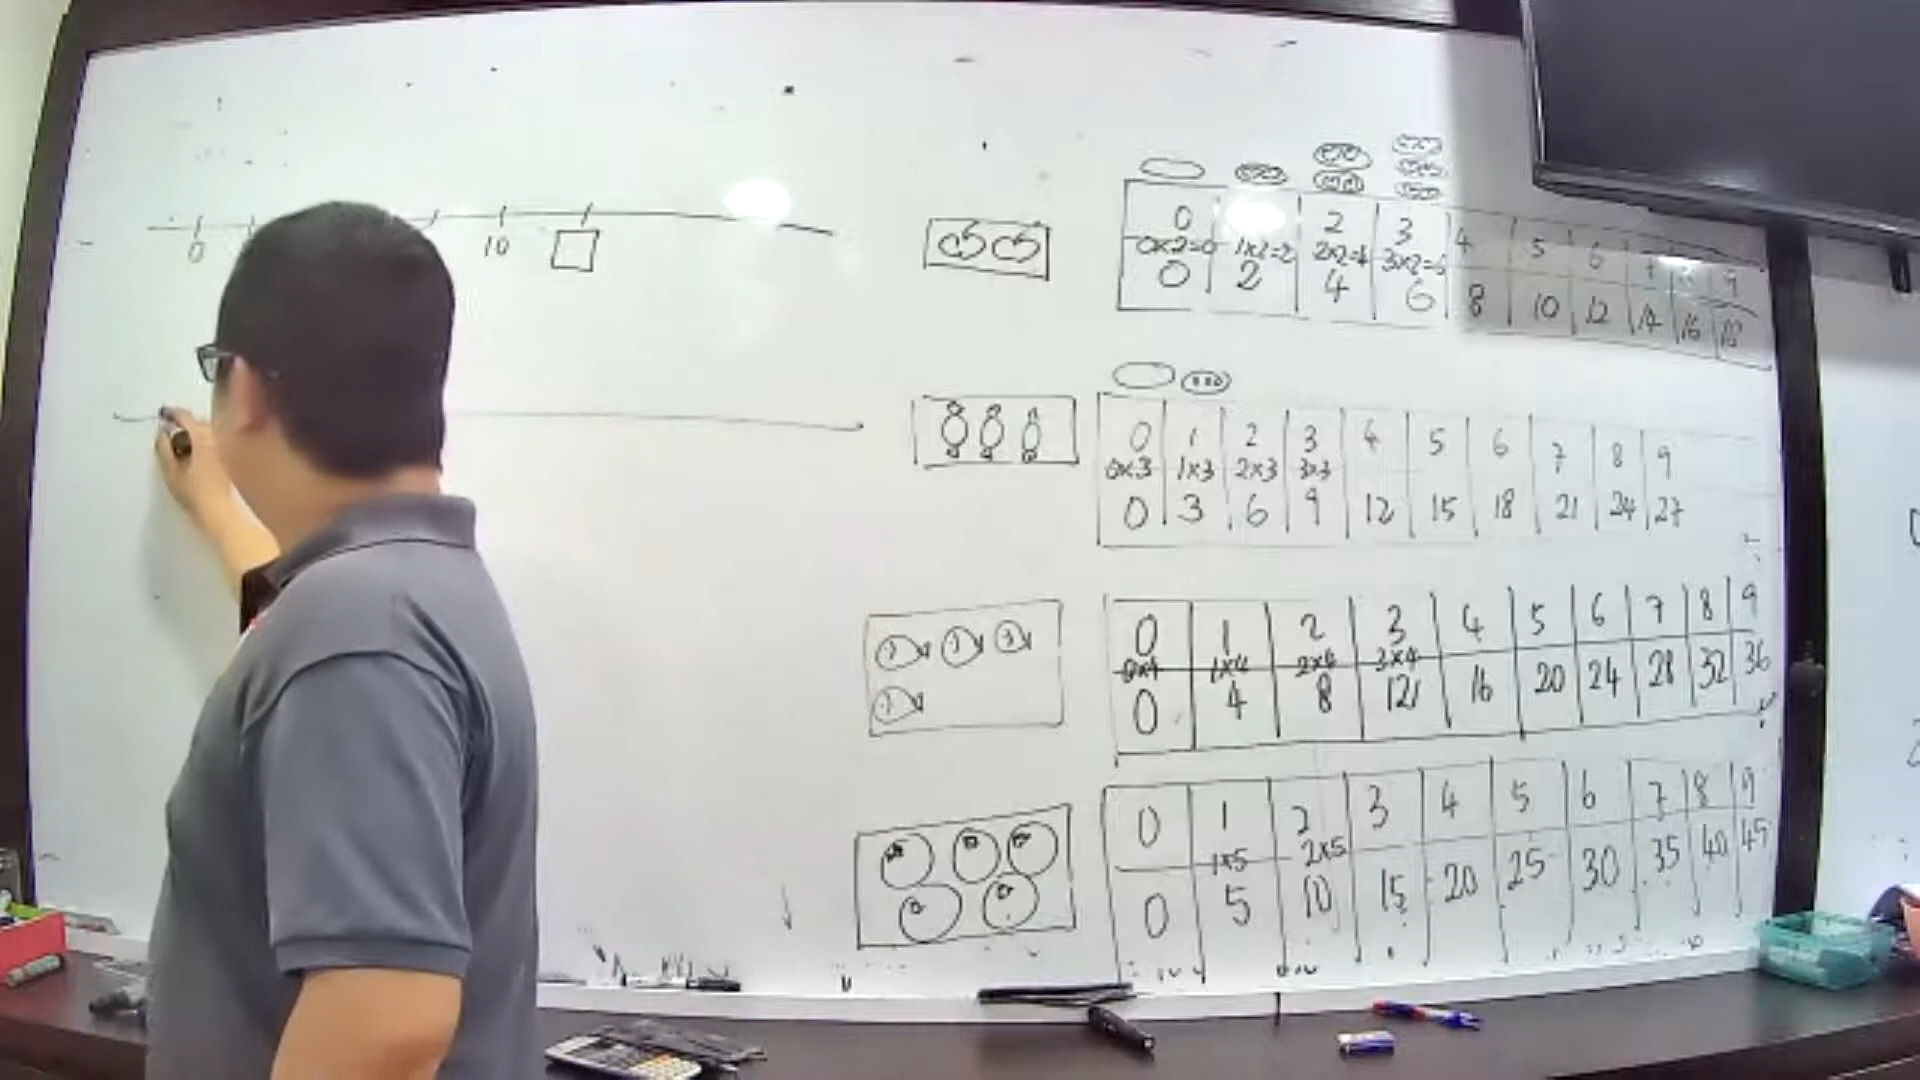 0 10
0 2 3 4 5 6 7 8 9
0x2=0 1x2=2 2x2=4 3x2=6
0 2 4 6 8 10 12 14 16 18
0 1 2 3 4 5 6 7 8 9
0x3 1x3 2x3 3x3
0 3 6 9 12 15 18 21 24 27
0 1 2 3 4 5 6 7 8 9
0x4 1x4 2x4 3x4
0 4 8 12 16 20 24 28 32 36
0 1 2 3 4 5 6 7 8 9
1x5 2x5
0 5 10 15 20 25 30 35 40 45